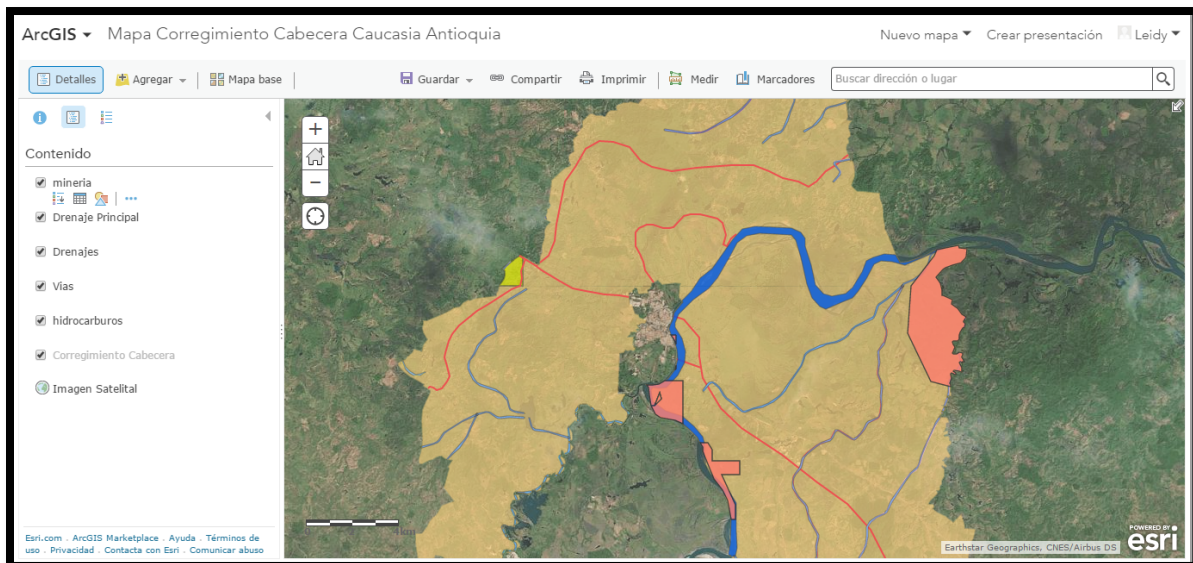 ArcGIS Mapa Corregimiento Cabecera Caucasia Antioquia
Nuevo mapa Crear presentación Leidy
Detalles Agregar Mapa base Guardar Compartir Imprimir Medir Marcadores Buscar dirección o lugar
Contenido
mineria
Drenaje Principal
Drenajes
Vias
hidrocarburos
Corregimiento Cabecera
Imagen Satelital
Esri.com . ArcGIS Marketplace . Ayuda . Términos de
uso . Privacidad . Contacta con Esri . Comunicar abuso
Earthstar Geographics, CNES/Airbus DS
POWERED BY
esri